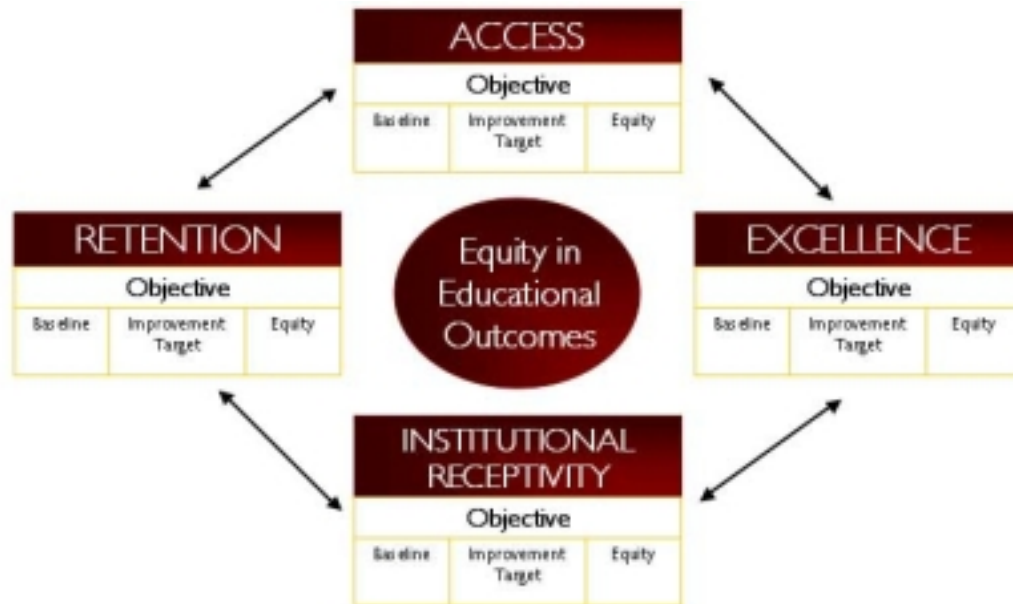 ACCESS
Objective
Baseline
Improvement
Target
Equity
RETENTION
Objective
Baseline
Improvement
Target
Equity
Equity in
Educational
Outcomes
EXCELLENCE
Objective
Baseline
Improvement
Target
Equity
INSTITUTIONAL
RECEPTIVITY
Objective
Baseline
Improvement
Target
Equity